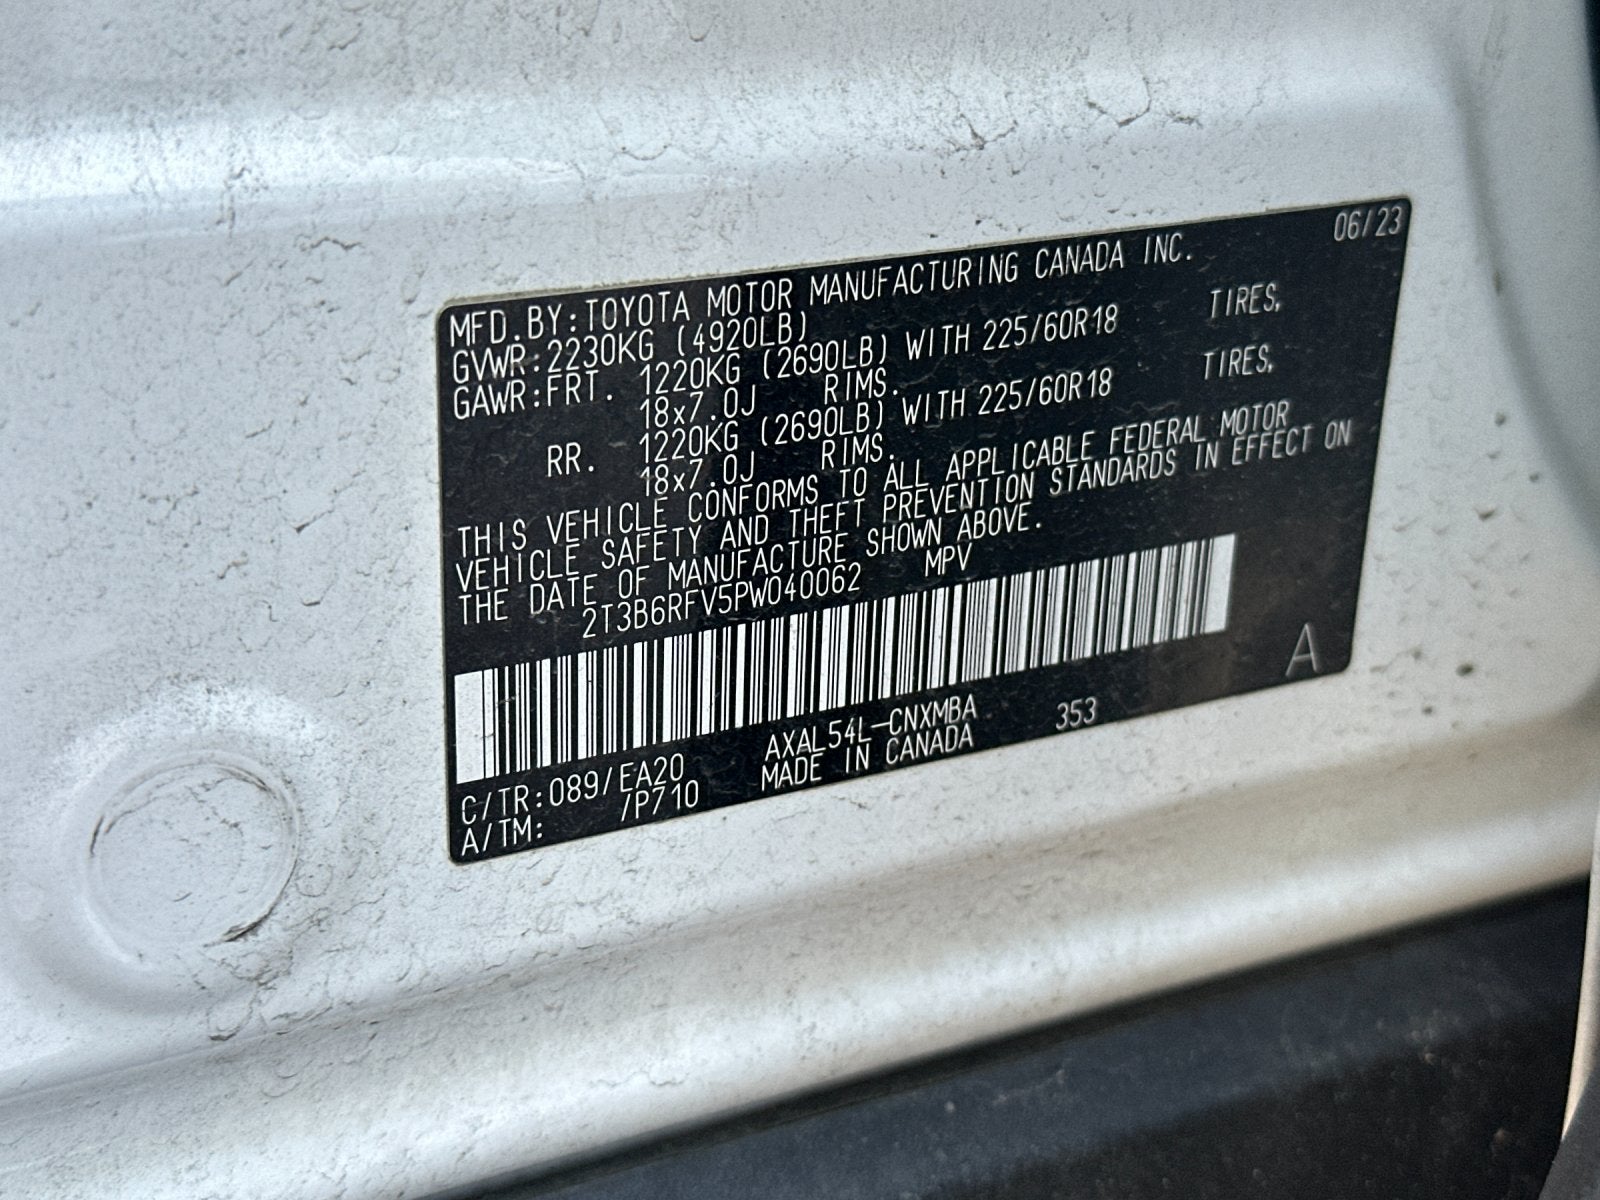 06/23
MFD.BY:TOYOTA MOTOR MANUFACTURING CANADA INC.
GVWR:2230KG (4920LB)
GAWR:FRT. 1220KG (2690LB) WITH 225/60R18 TIRES,
18x7.0J RIMS.
RR. 1220KG (2690LB) WITH 225/60R18 TIRES,
18x7.0J RIMS.
THIS VEHICLE CONFORMS TO ALL APPLICABLE FEDERAL MOTOR
VEHICLE SAFETY AND THEFT PREVENTION STANDARDS IN EFFECT ON
THE DATE OF MANUFACTURE SHOWN ABOVE.
2T3B6RFV5PW040062 MPV
A
C/TR:089/EA20 AXAL54L-CNXMBA 353
A/TM: /P710 MADE IN CANADA